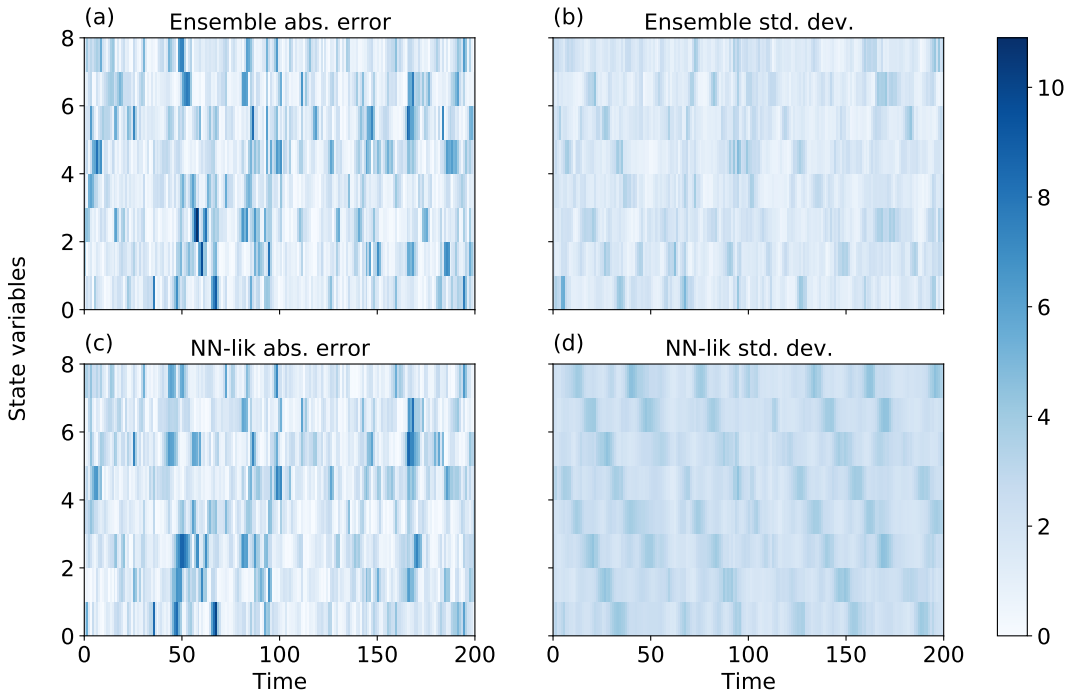 (a)
Ensemble abs. error
(b)
Ensemble std. dev.
8
6
4
2
0
10
8
6
4
2
0
State variables
(c)
NN-lik abs. error
(d)
NN-lik std. dev.
8
6
4
2
0
0 50 100 150 200
0 50 100 150 200
Time
Time